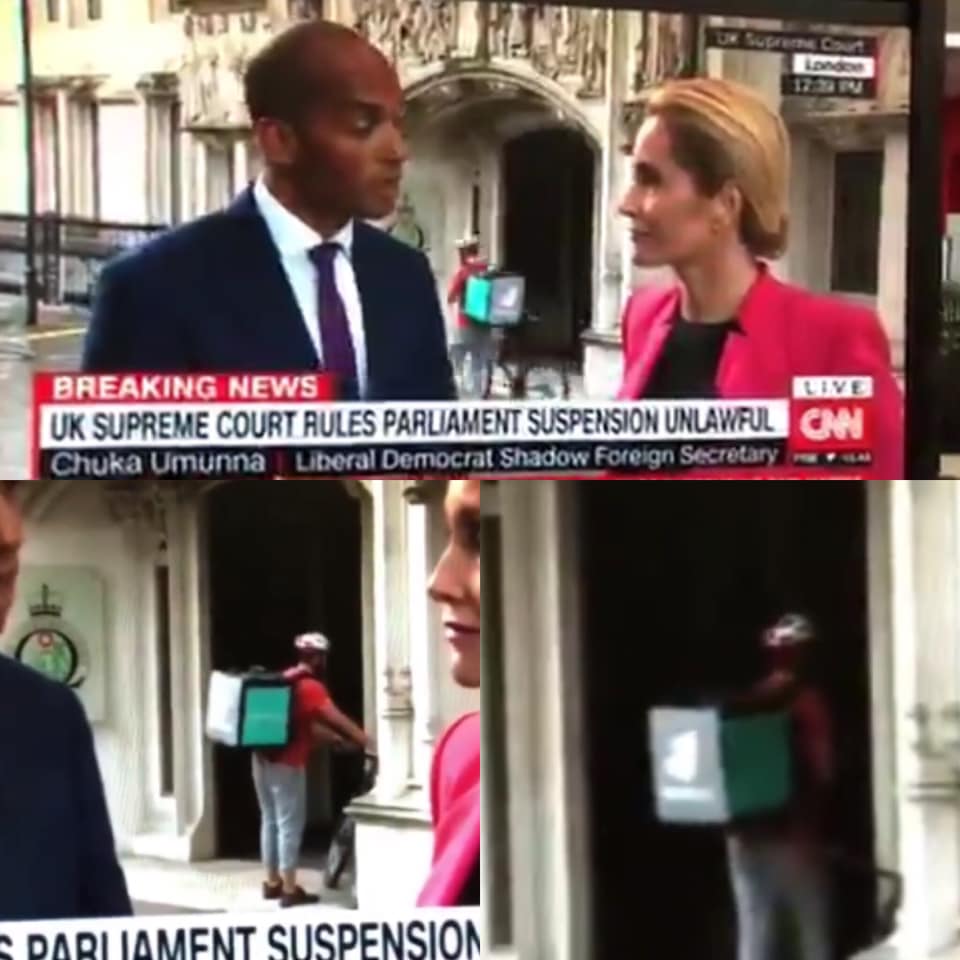 UK Supreme Court
London
12:39 PM
BREAKING NEWS
LIVE
UK SUPREME COURT RULES PARLIAMENT SUSPENSION UNLAWFUL
CNN
Chuka Umunna | Liberal Democrat Shadow Foreign Secretary
S PARLIAMENT SUSPENSION